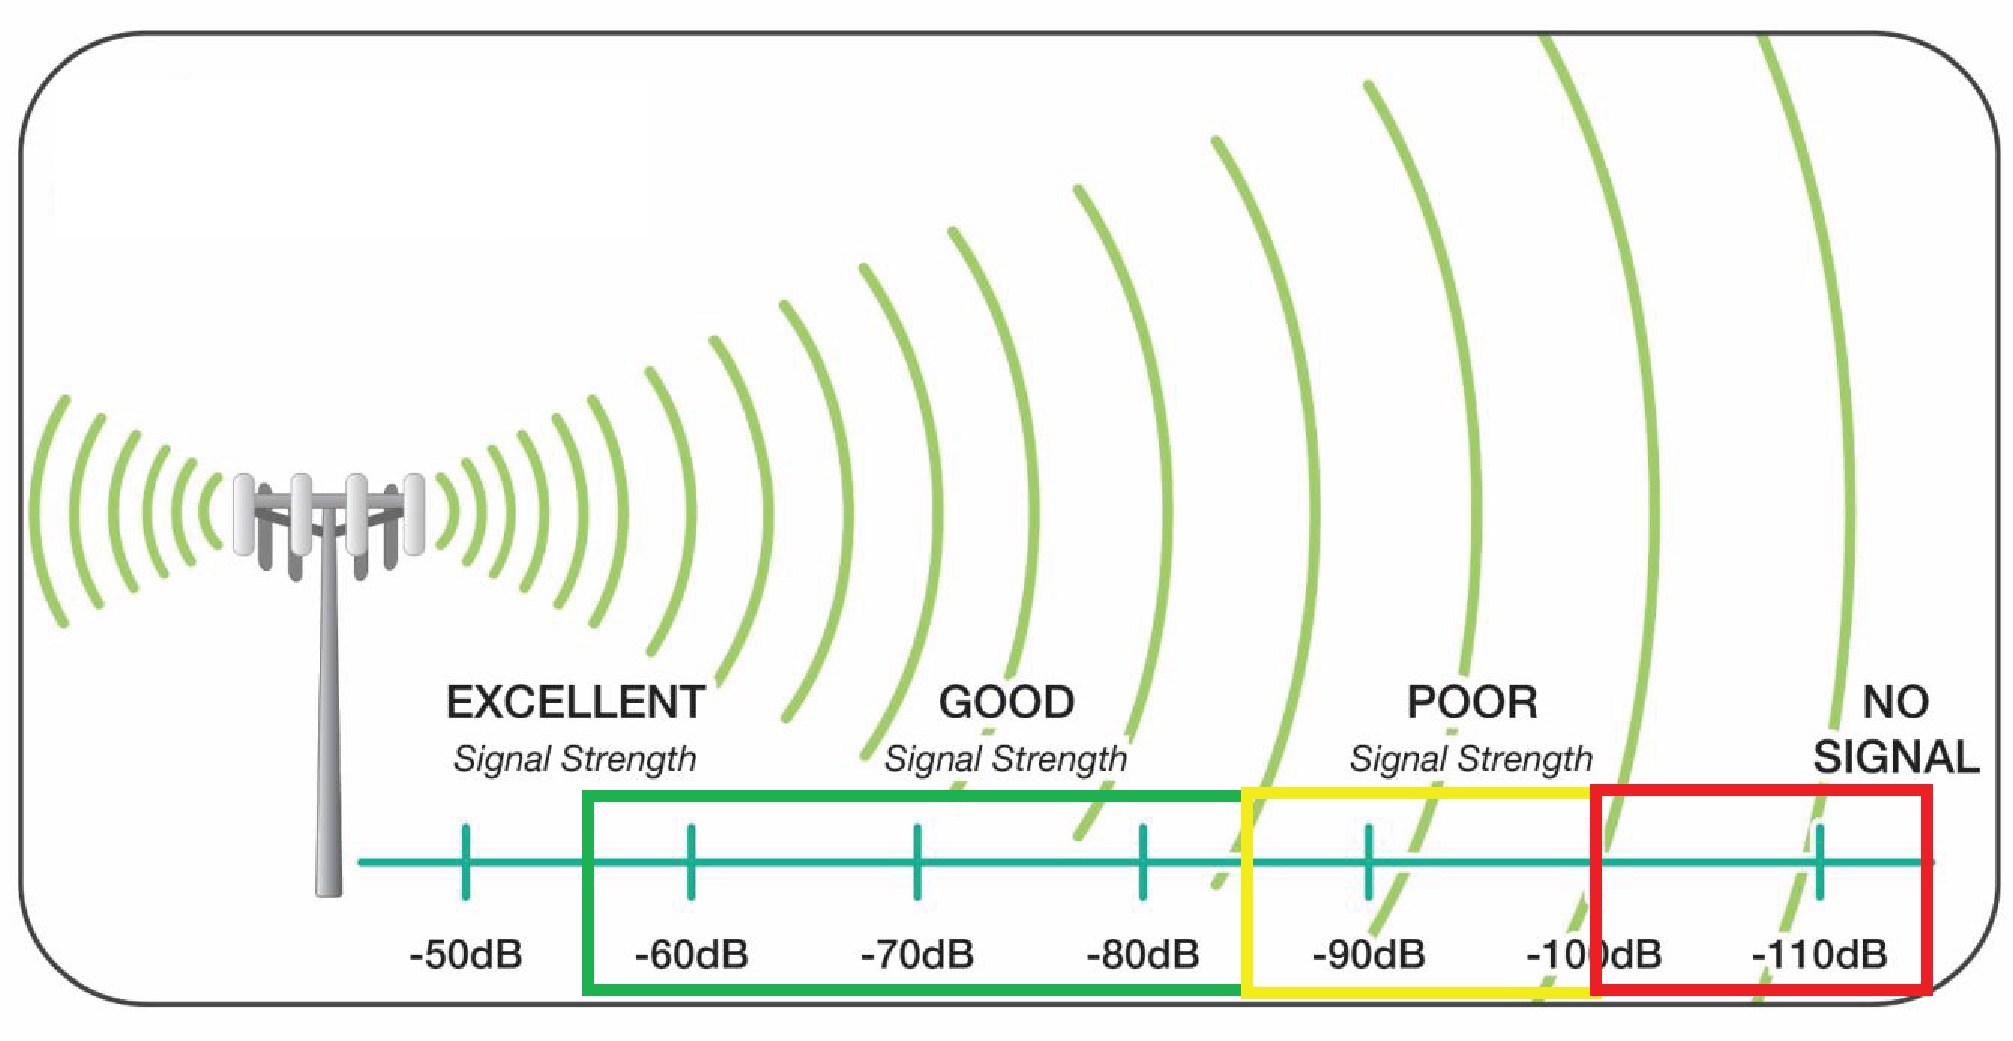 EXCELLENT
Signal Strength
GOOD
Signal Strength
POOR
Signal Strength
NO
SIGNAL
-50dB
-60dB
-70dB
-80dB
-90dB
-100dB
-110dB